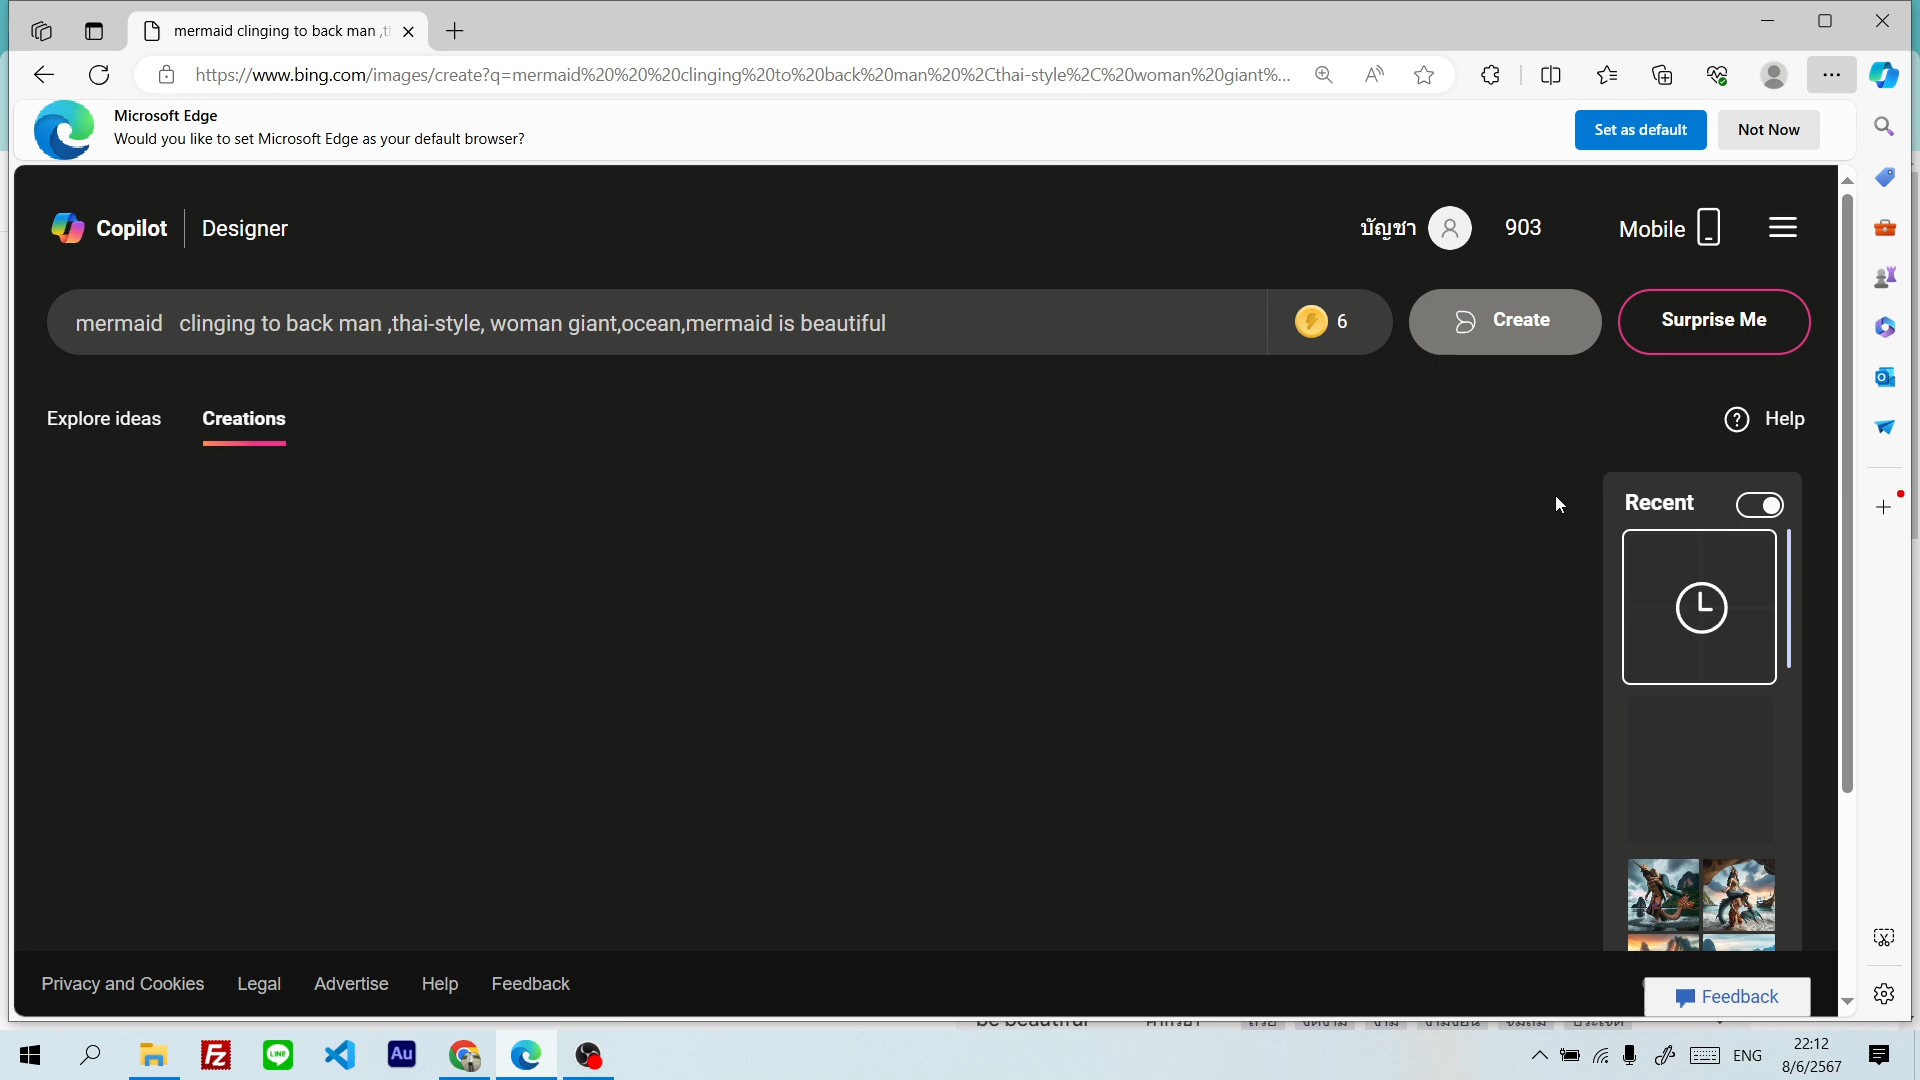 mermaid clinging to back man ,t
https://www.bing.com/images/create?q=mermaid%20%20%20clinging%20to%20back%20man%20%2Cthai-style%2C%20woman%20giant%...
Microsoft Edge
Would you like to set Microsoft Edge as your default browser?
Set as default
Not Now
Copilot
Designer
บัญชา
903
Mobile
mermaid   clinging to back man ,thai-style, woman giant,ocean,mermaid is beautiful
6
Create
Surprise Me
Explore ideas
Creations
Help
Recent
Privacy and Cookies
Legal
Advertise
Help
Feedback
Feedback
be beautiful
Au
LINE
ENG
22:12
8/6/2567